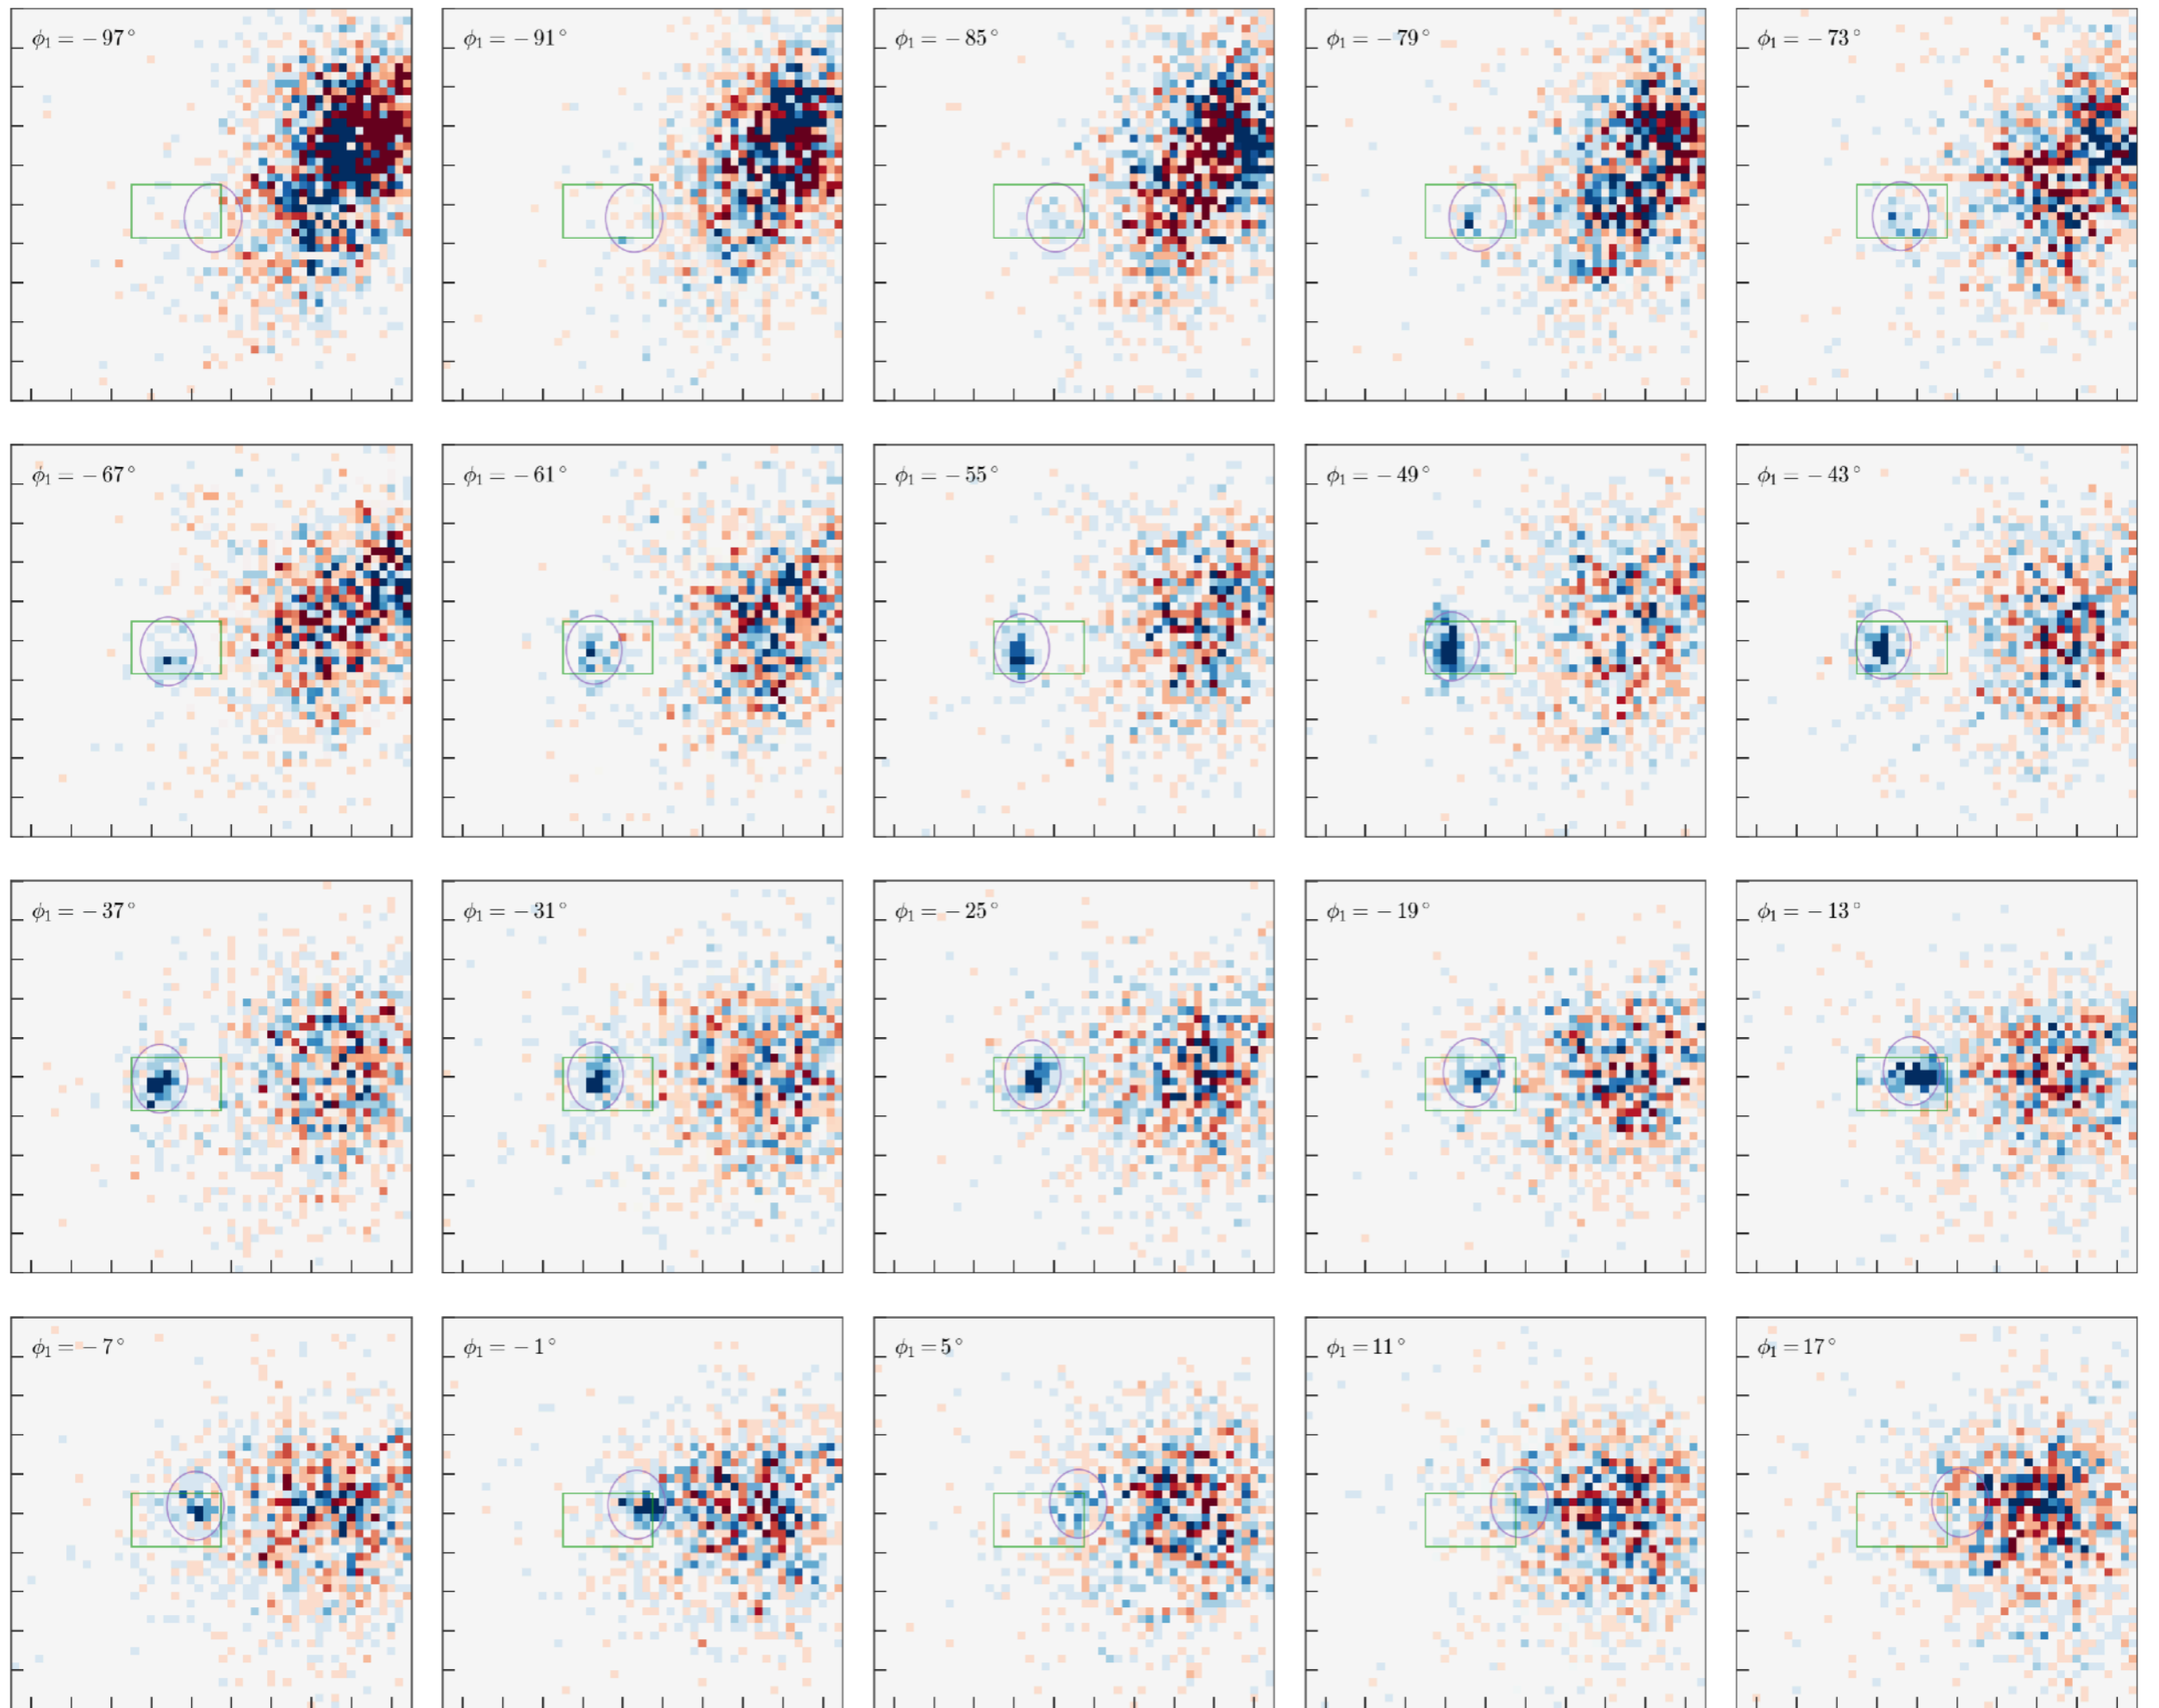 ϕ₁ = −97°
ϕ₁ = −91°
ϕ₁ = −85°
ϕ₁ = −79°
ϕ₁ = −73°
ϕ₁ = −67°
ϕ₁ = −61°
ϕ₁ = −55°
ϕ₁ = −49°
ϕ₁ = −43°
ϕ₁ = −37°
ϕ₁ = −31°
ϕ₁ = −25°
ϕ₁ = −19°
ϕ₁ = −13°
ϕ₁ = −7°
ϕ₁ = −1°
ϕ₁ = 5°
ϕ₁ = 11°
ϕ₁ = 17°